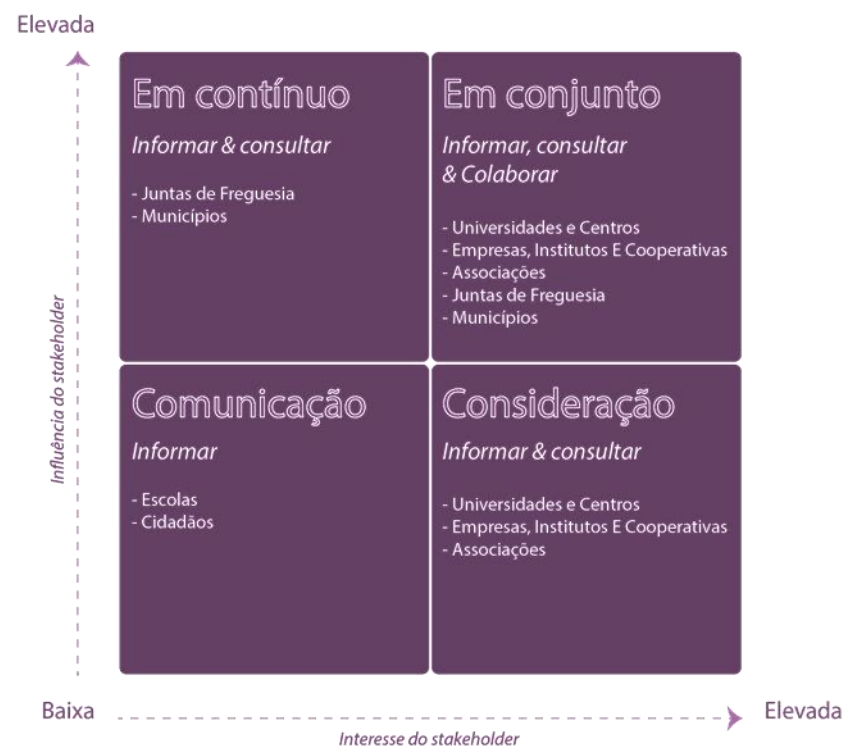 Elevada
Em contínuo
Informar & consultar
- Juntas de Freguesia
- Municípios
Em conjunto
Informar, consultar
& Colaborar
- Universidades e Centros
- Empresas, Institutos E Cooperativas
- Associações
- Juntas de Freguesia
- Municípios
Influência do stakeholder
Comunicação
Informar
- Escolas
- Cidadãos
Consideração
Informar & consultar
- Universidades e Centros
- Empresas, Institutos E Cooperativas
- Associações
Baixa
Elevada
Interesse do stakeholder